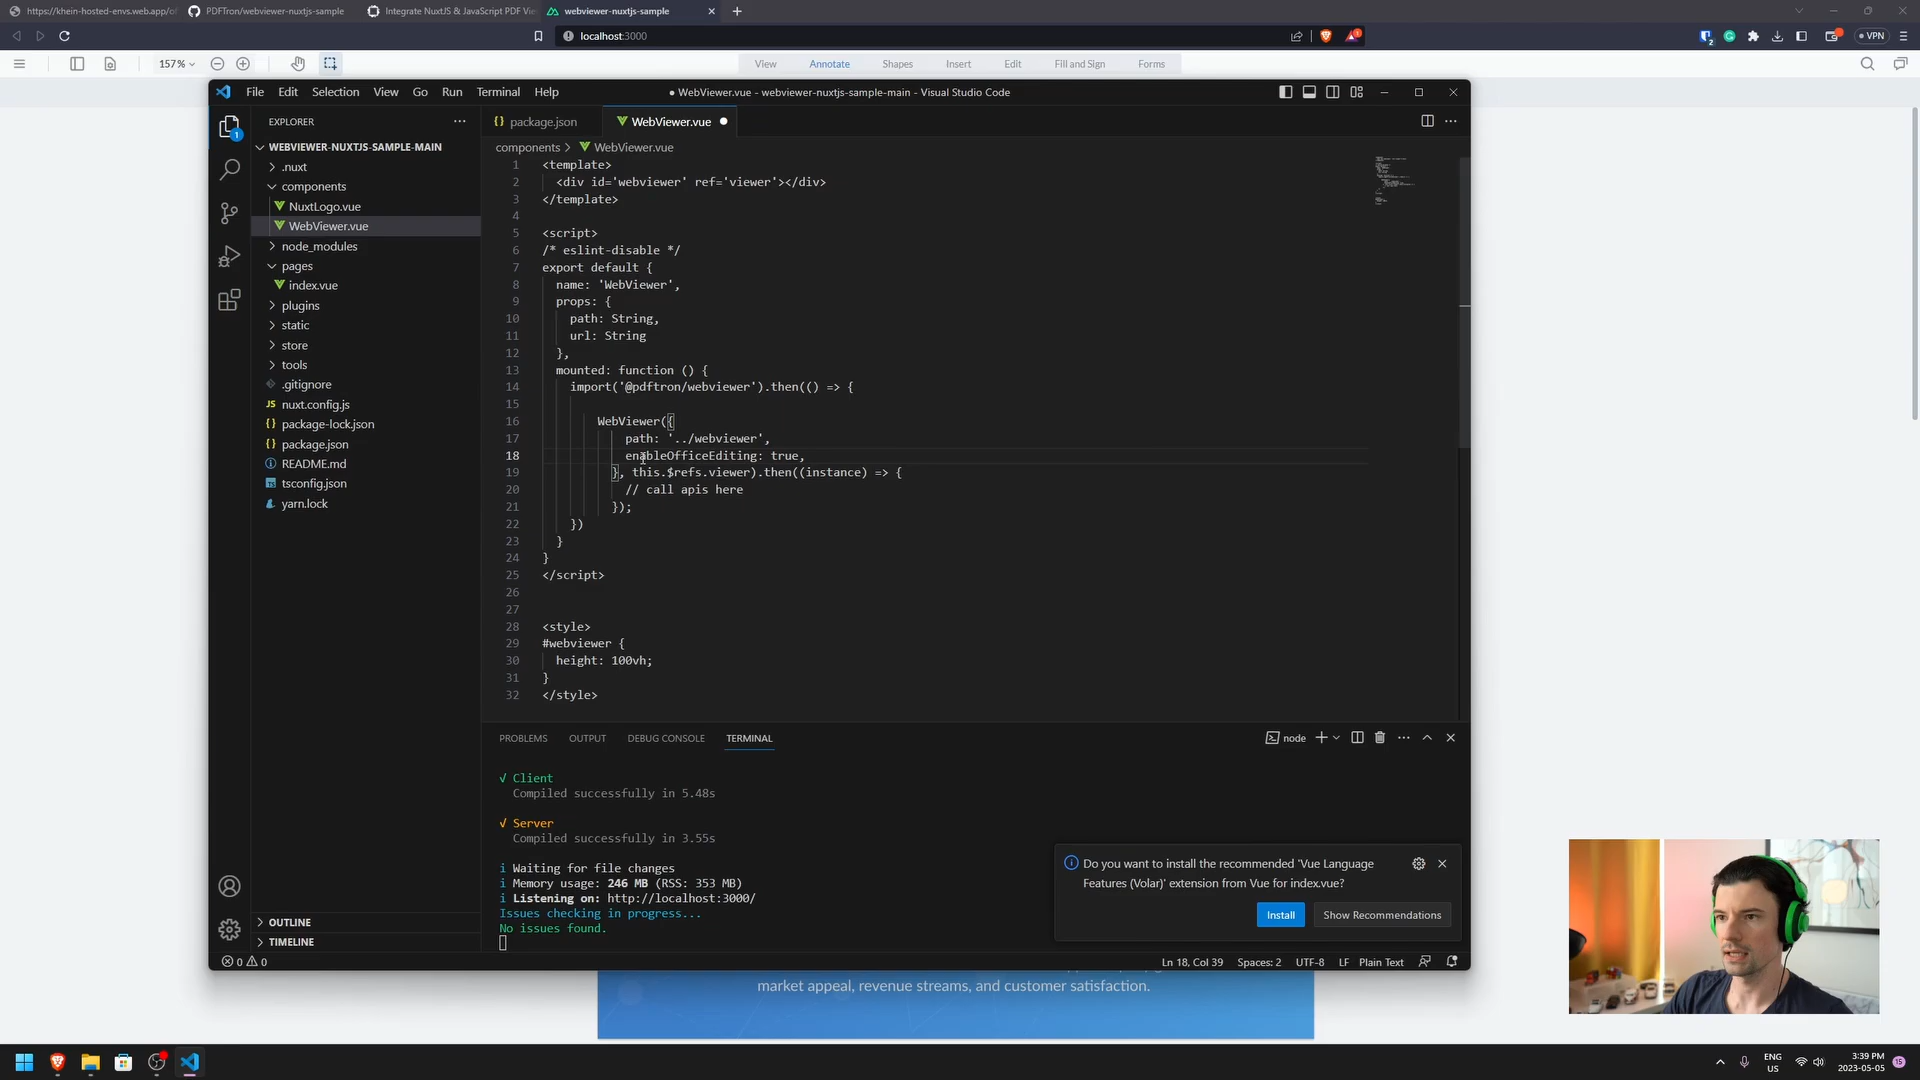 https://khein-hosted-envs.web.app/of
PDFTron/webviewer-nuxtjs-sample
Integrate NuxtJS & JavaScript PDF Vie
webviewer-nuxtjs-sample
localhost:3000
VPN
157%
View
Annotate
Shapes
Insert
Edit
Fill and Sign
Forms
File
Edit
Selection
View
Go
Run
Terminal
Help
● WebViewer.vue - webviewer-nuxtjs-sample-main - Visual Studio Code
EXPLORER
package.json
WebViewer.vue
components > WebViewer.vue
WEBVIEWER-NUXTJS-SAMPLE-MAIN
.nuxt
components
NuxtLogo.vue
WebViewer.vue
node_modules
pages
index.vue
plugins
static
store
tools
.gitignore
JS nuxt.config.js
package-lock.json
package.json
README.md
tsconfig.json
yarn.lock
OUTLINE
TIMELINE
1 <template>
2 <div id='webviewer' ref='viewer'></div>
3 </template>
4
5 <script>
6 /* eslint-disable */
7 export default {
8 name: 'WebViewer',
9 props: {
10 path: String,
11 url: String
12 },
13 mounted: function () {
14 import('@pdftron/webviewer').then(() => {
15
16 WebViewer({
17 path: '../webviewer',
18 enableOfficeEditing: true,
19 }, this.$refs.viewer).then((instance) => {
20 // call apis here
21 });
22 })
23 }
24 }
25 </script>
26
27
28 <style>
29 #webviewer {
30 height: 100vh;
31 }
32 </style>
PROBLEMS
OUTPUT
DEBUG CONSOLE
TERMINAL
node
√ Client
Compiled successfully in 5.48s
√ Server
Compiled successfully in 3.55s
i Waiting for file changes
i Memory usage: 246 MB (RSS: 353 MB)
i Listening on: http://localhost:3000/
Issues checking in progress...
No issues found.
Do you want to install the recommended 'Vue Language
Features (Volar)' extension from Vue for index.vue?
Install
Show Recommendations
0 0
Ln 18, Col 39
Spaces: 2
UTF-8
LF
Plain Text
market appeal, revenue streams, and customer satisfaction.
ENG
US
3:39 PM
2023-05-05
15